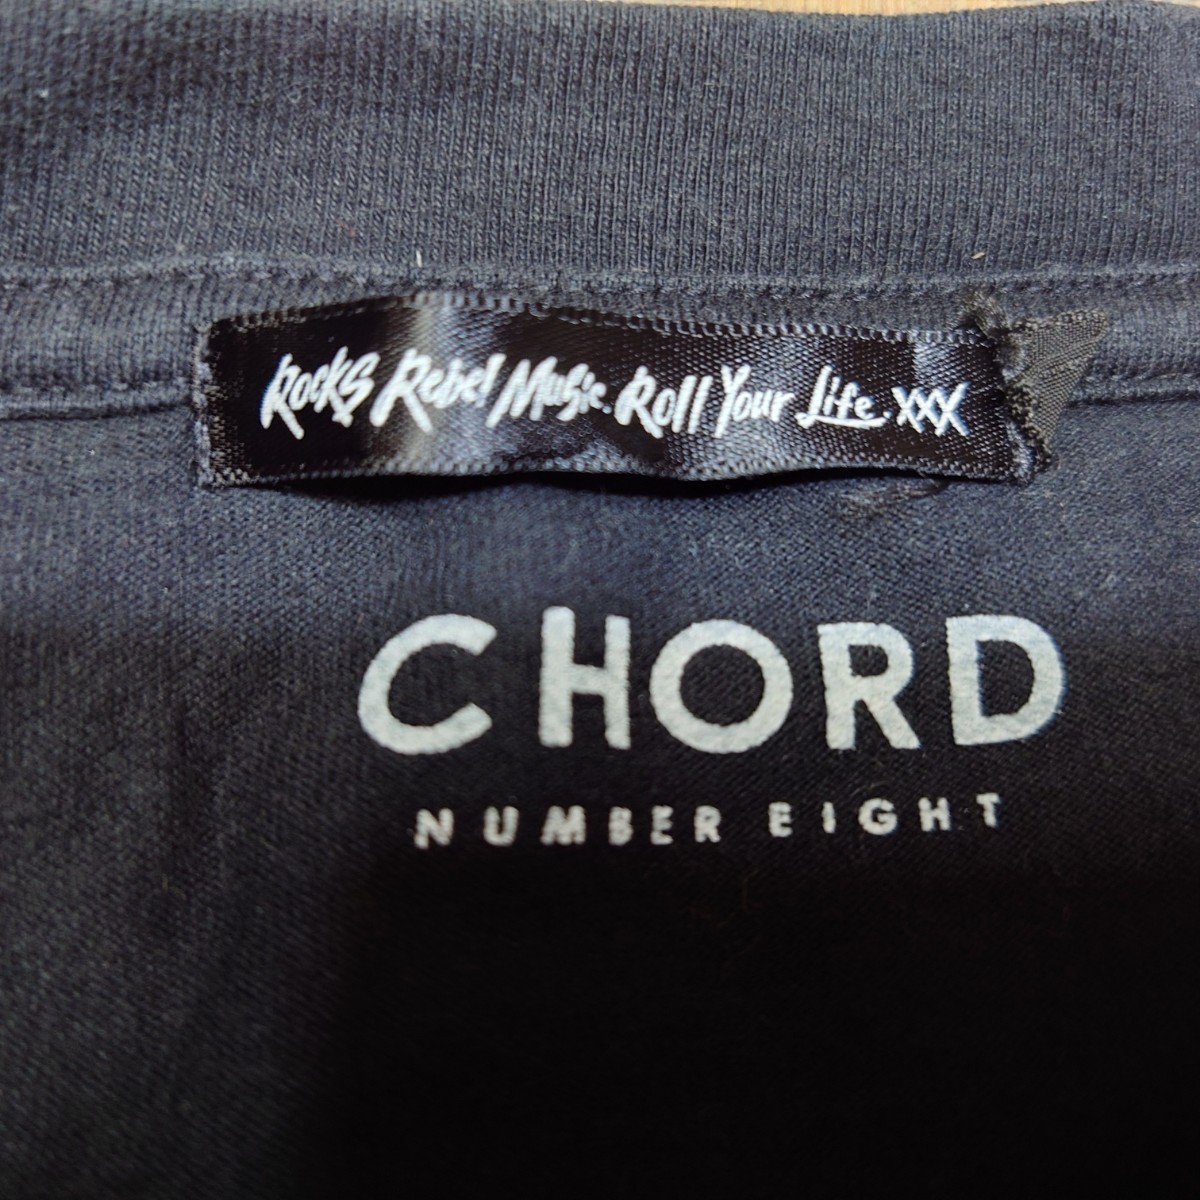 Rocks Rebel Music. Roll Your Life. XXX
CHORD
NUMBER EIGHT